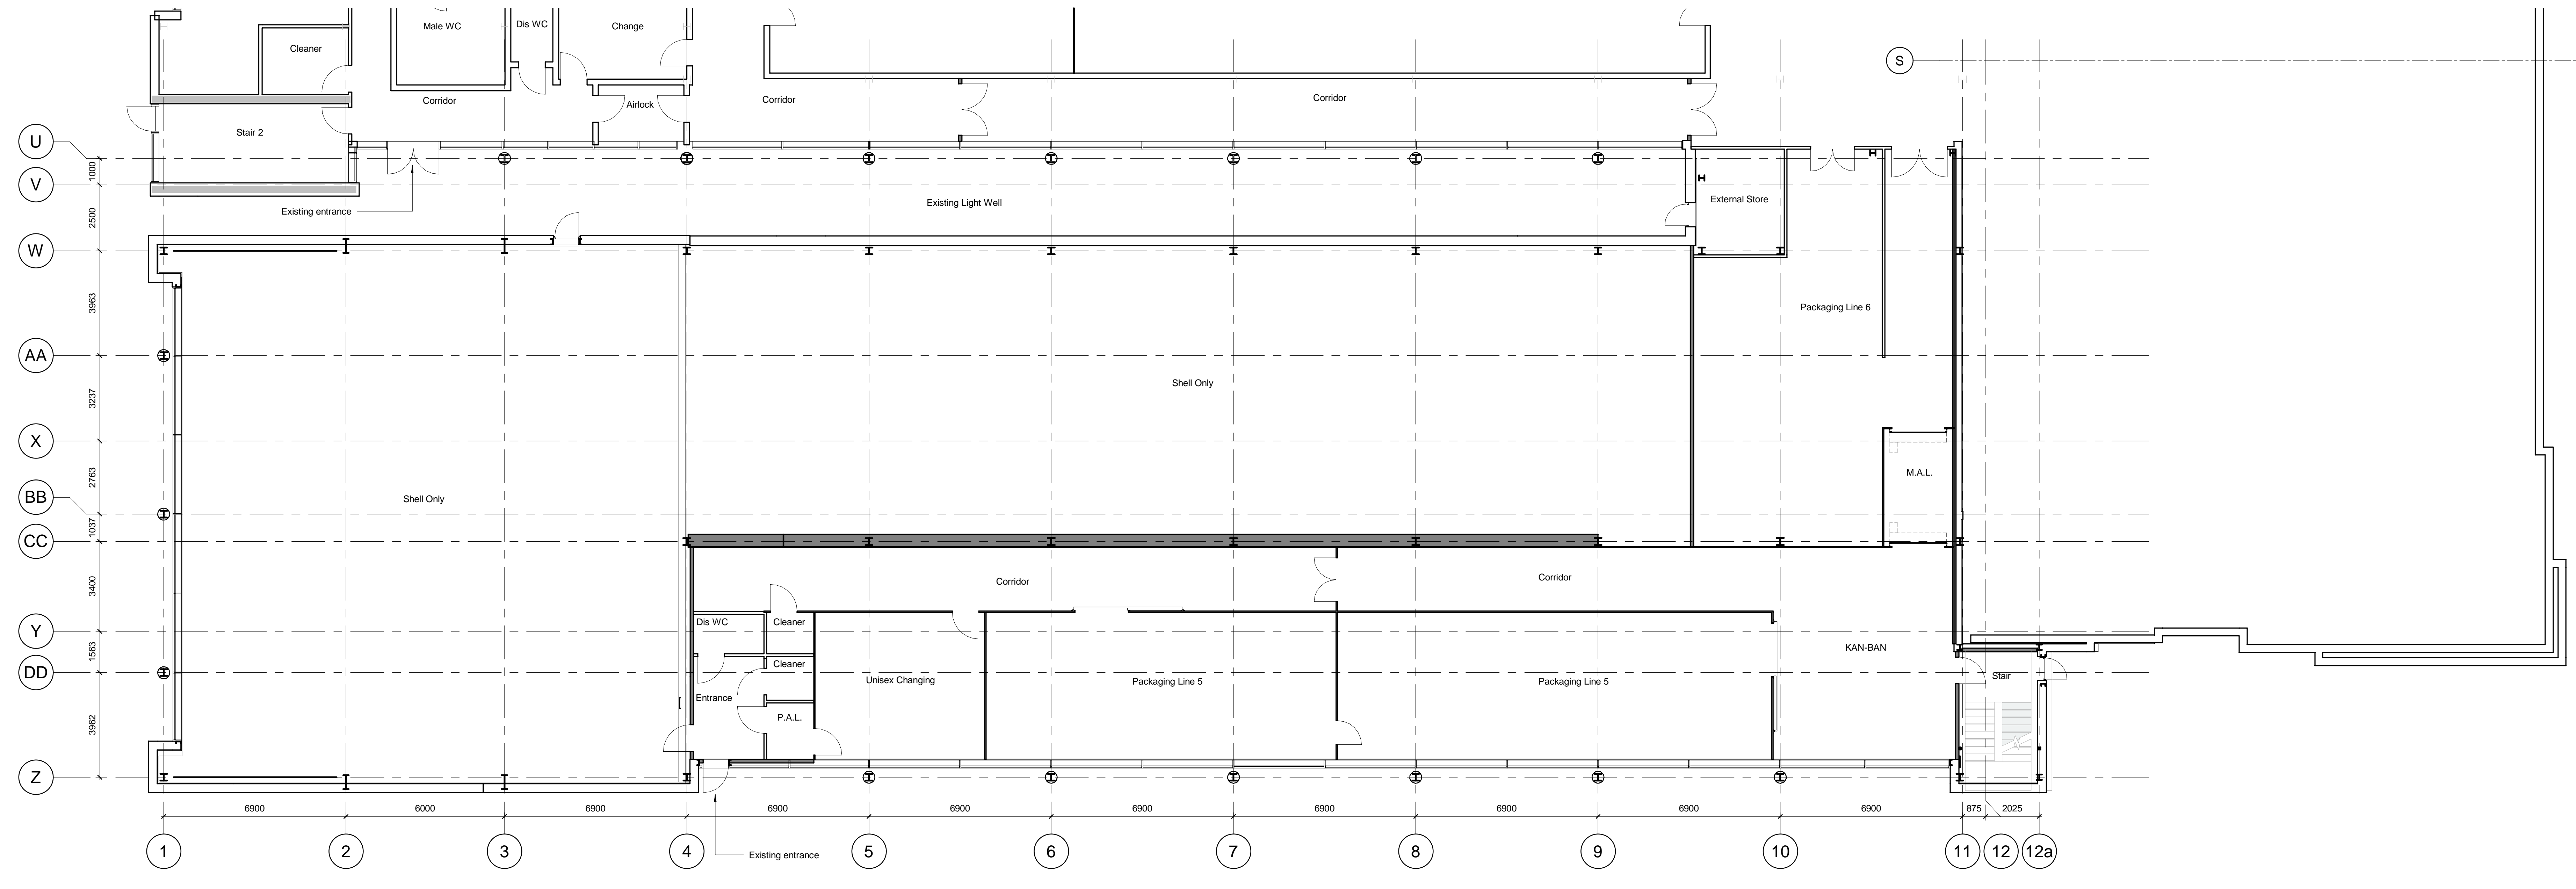 Male WC
Dis WC
Change
Cleaner
S
Corridor
Airlock
Corridor
Corridor
Stair 2
U
1000
V
Existing entrance
Existing Light Well
External Store
2500
W
3963
Packaging Line 6
AA
3237
Shell Only
X
2763
M.A.L.
BB
Shell Only
1037
CC
3400
Corridor
Corridor
Y
Dis WC
Cleaner
1563
KAN-BAN
Cleaner
DD
Unisex Changing
Packaging Line 5
Packaging Line 5
Stair
Entrance
P.A.L.
3962
Z
6900
6000
6900
6900
6900
6900
6900
6900
6900
6900
875
2025
1
2
3
4
5
6
7
8
9
10
11
12
12a
Existing entrance